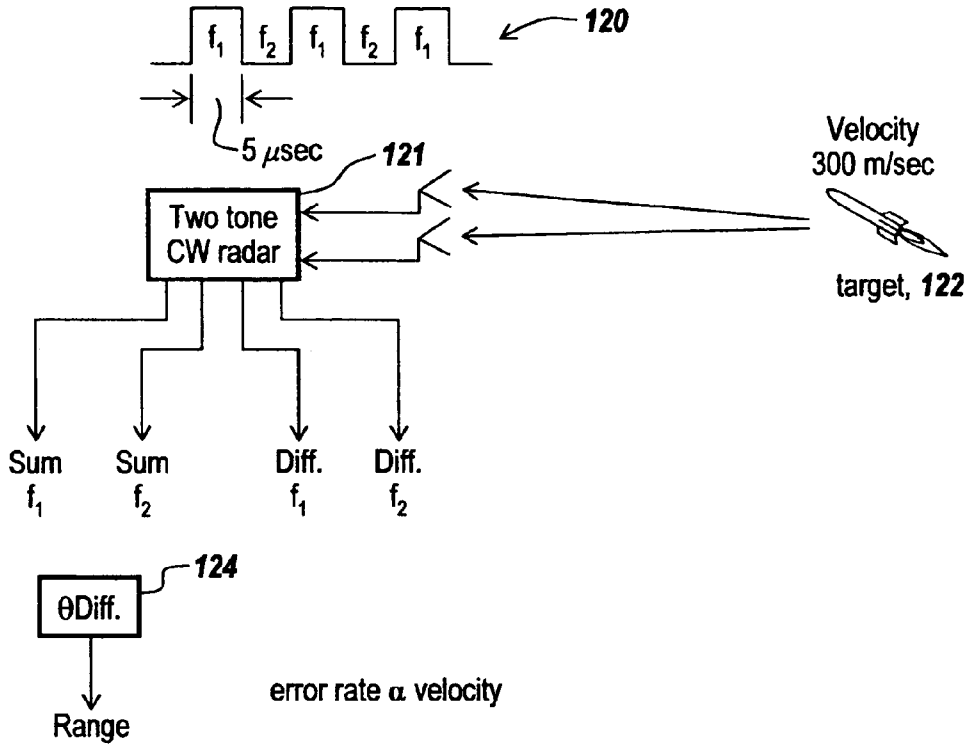 f₁ f₂ f₁ f₂ f₁
120
5 μsec
121
Two tone
CW radar
Velocity
300 m/sec
target, 122
Sum Sum Diff. Diff.
f₁ f₂ f₁ f₂
124
θDiff.
Range
error rate α velocity